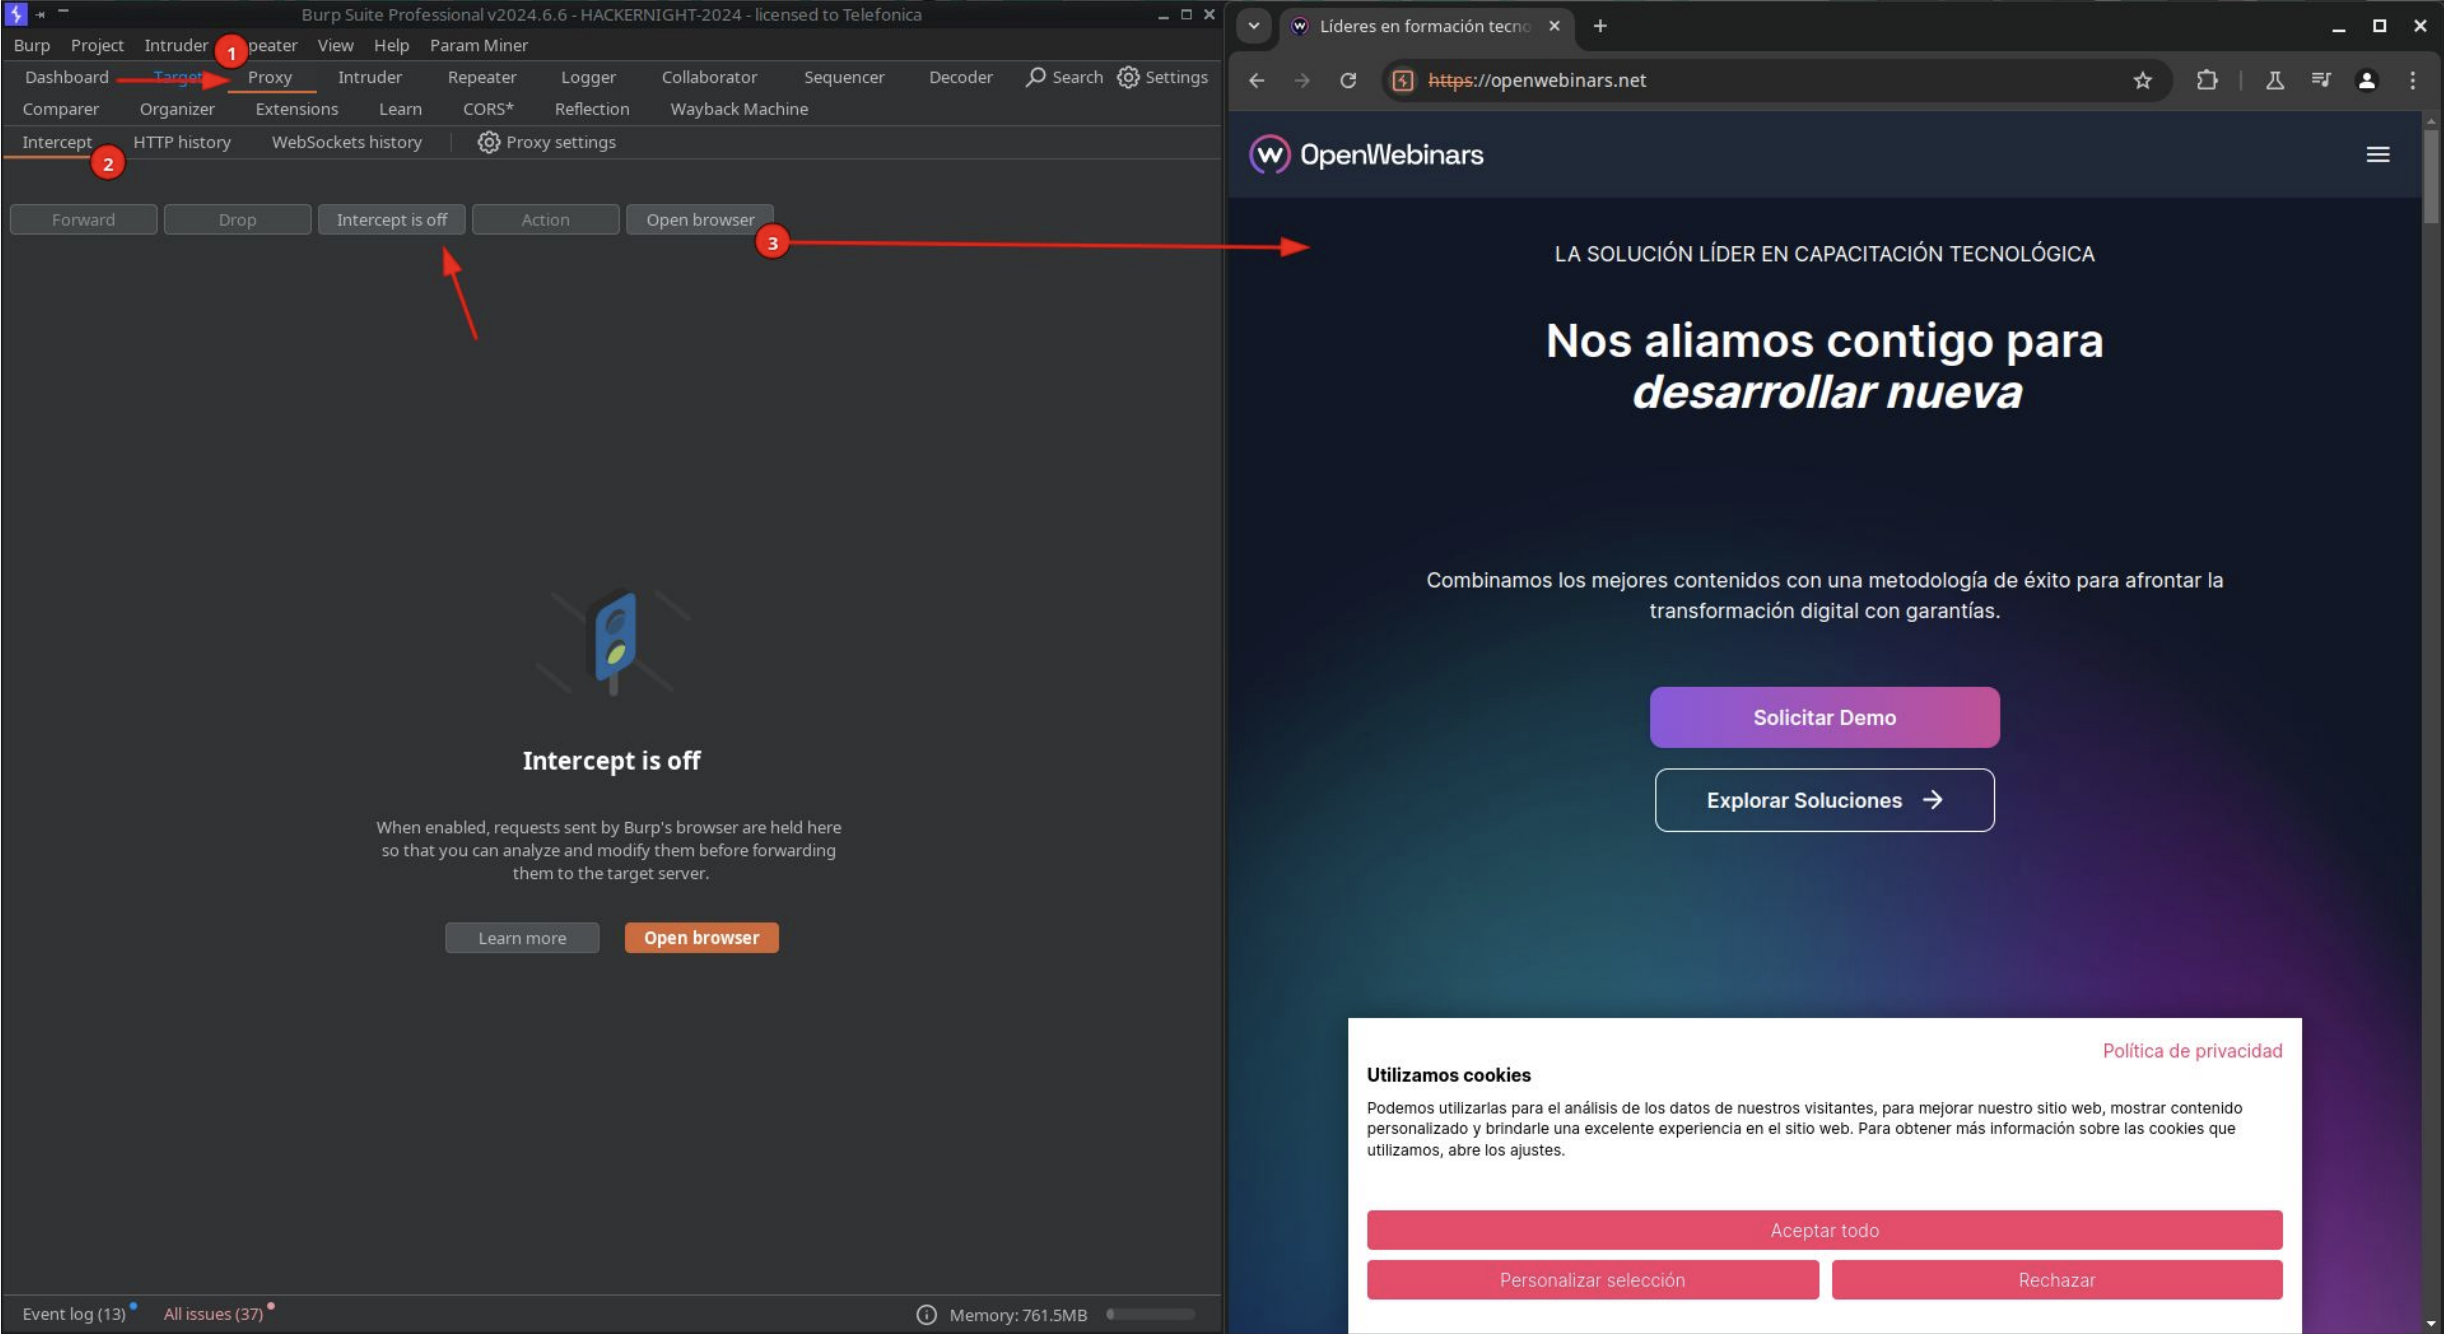 Burp Suite Professional v2024.6.6 - HACKERNIGHT-2024 - licensed to Telefonica
Burp Project Intruder peater View Help Param Miner
1
Dashboard Target Proxy Intruder Repeater Logger Collaborator Sequencer Decoder Search Settings
Comparer Organizer Extensions Learn CORS* Reflection Wayback Machine
Intercept HTTP history WebSockets history Proxy settings
2
Forward Drop Intercept is off Action Open browser
3
Intercept is off
When enabled, requests sent by Burp's browser are held here
so that you can analyze and modify them before forwarding
them to the target server.
Learn more Open browser
Event log (13) All issues (37) Memory: 761.5MB
Líderes en formación tecno
https://openwebinars.net
OpenWebinars
LA SOLUCIÓN LÍDER EN CAPACITACIÓN TECNOLÓGICA
Nos aliamos contigo para
desarrollar nueva
Combinamos los mejores contenidos con una metodología de éxito para afrontar la
transformación digital con garantías.
Solicitar Demo
Explorar Soluciones
Política de privacidad
Utilizamos cookies
Podemos utilizarlas para el análisis de los datos de nuestros visitantes, para mejorar nuestro sitio web, mostrar contenido
personalizado y brindarle una excelente experiencia en el sitio web. Para obtener más información sobre las cookies que
utilizamos, abre los ajustes.
Aceptar todo
Personalizar selección Rechazar